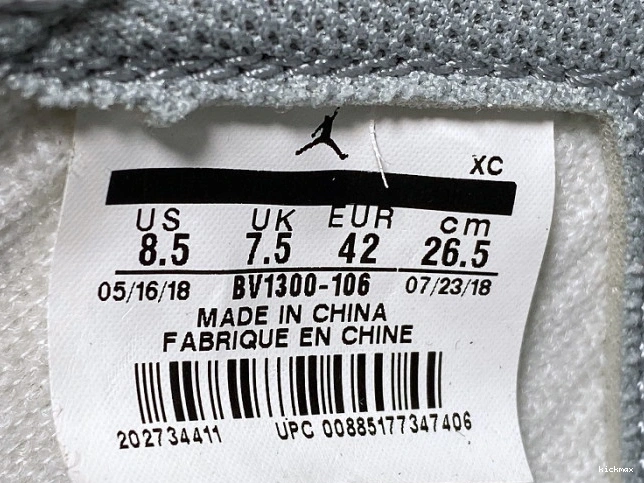 XC
US UK EUR cm
8.5 7.5 42 26.5
05/16/18 BV1300-106 07/23/18
MADE IN CHINA
FABRIQUE EN CHINE
202734411 UPC 00885177347406
kickmax